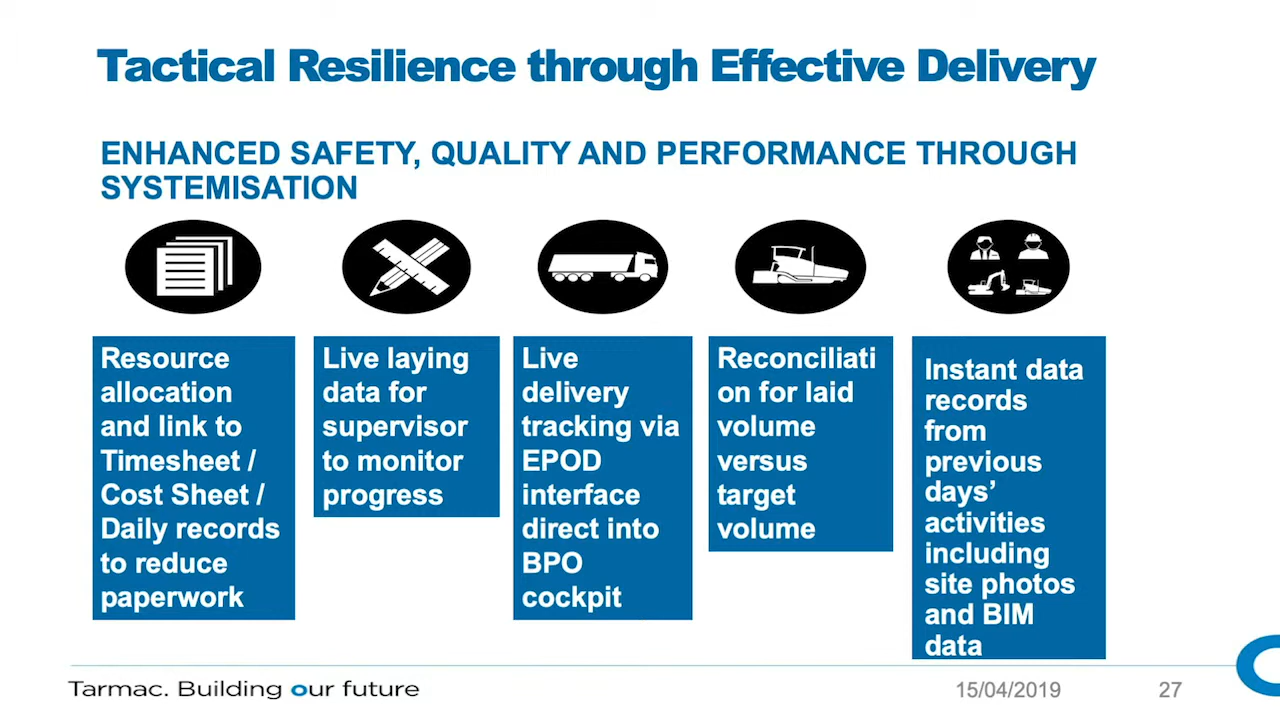 Tactical Resilience through Effective Delivery
ENHANCED SAFETY, QUALITY AND PERFORMANCE THROUGH
SYSTEMISATION
Resource
allocation
and link to
Timesheet /
Cost Sheet /
Daily records
to reduce
paperwork
Live laying
data for
supervisor
to monitor
progress
Live
delivery
tracking via
EPOD
interface
direct into
BPO
cockpit
Reconciliati
on for laid
volume
versus
target
volume
Instant data
records
from
previous
days’
activities
including
site photos
and BIM
data
Tarmac. Building our future
15/04/2019
27